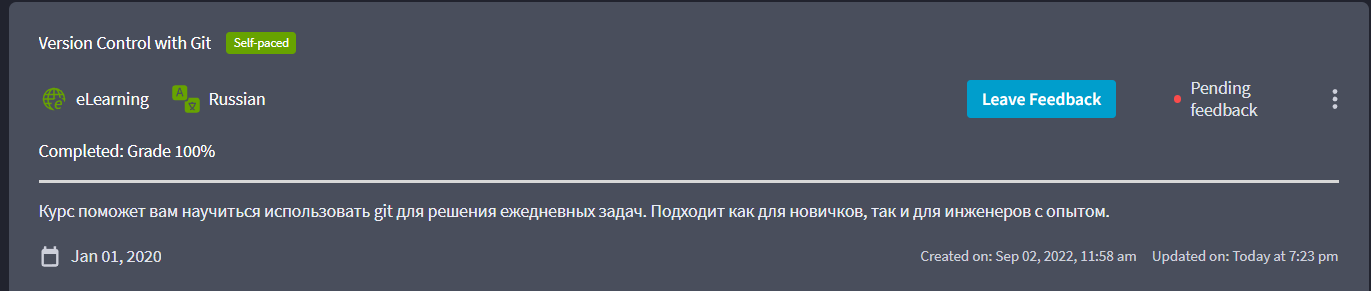 Version Control with Git Self-paced
eLearning Russian Leave Feedback Pending feedback
Completed: Grade 100%
Курс поможет вам научиться использовать git для решения ежедневных задач. Подходит как для новичков, так и для инженеров с опытом.
Jan 01, 2020 Created on: Sep 02, 2022, 11:58 am Updated on: Today at 7:23 pm